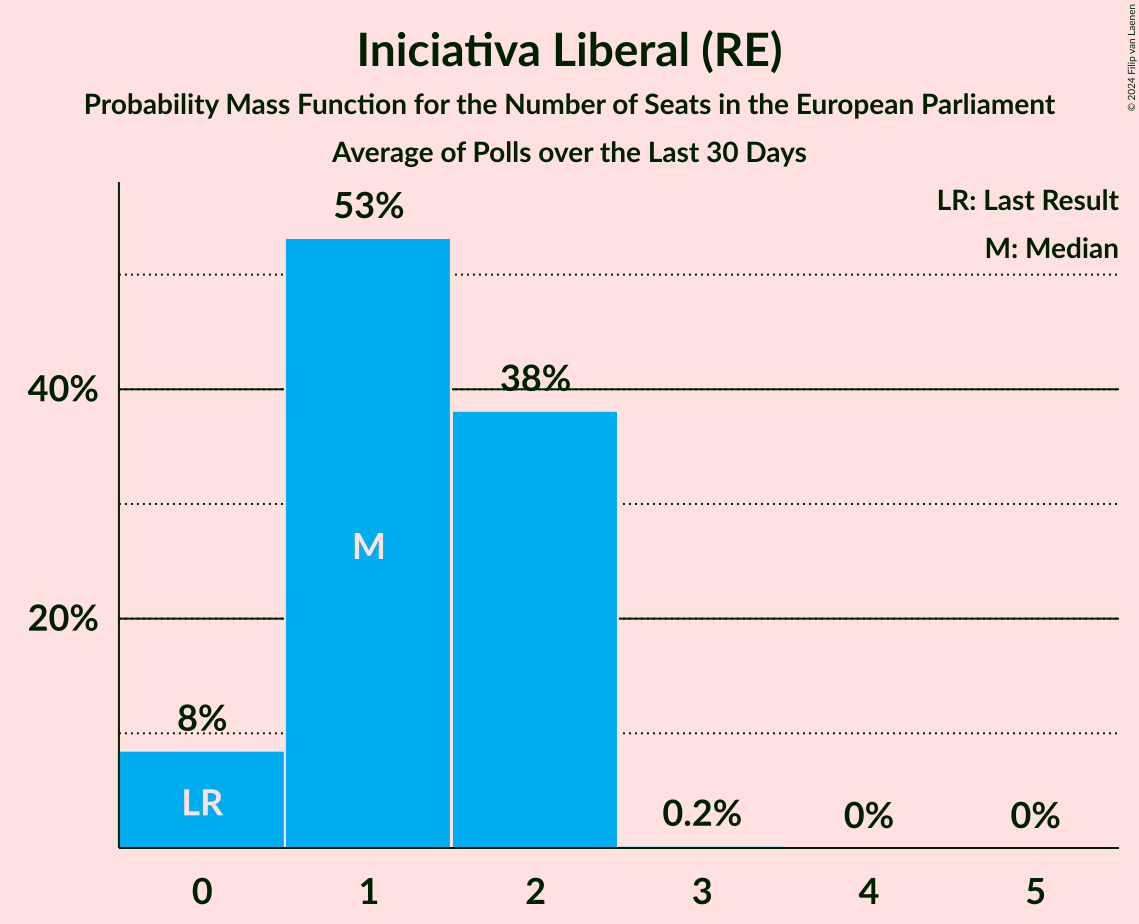 Iniciativa Liberal (RE)
Probability Mass Function for the Number of Seats in the European Parliament
Average of Polls over the Last 30 Days
© 2024 Filip van Laenen
LR: Last Result
M: Median
53%
40%
38%
M
20%
8%
LR
0.2%
0%
0%
0 1 2 3 4 5